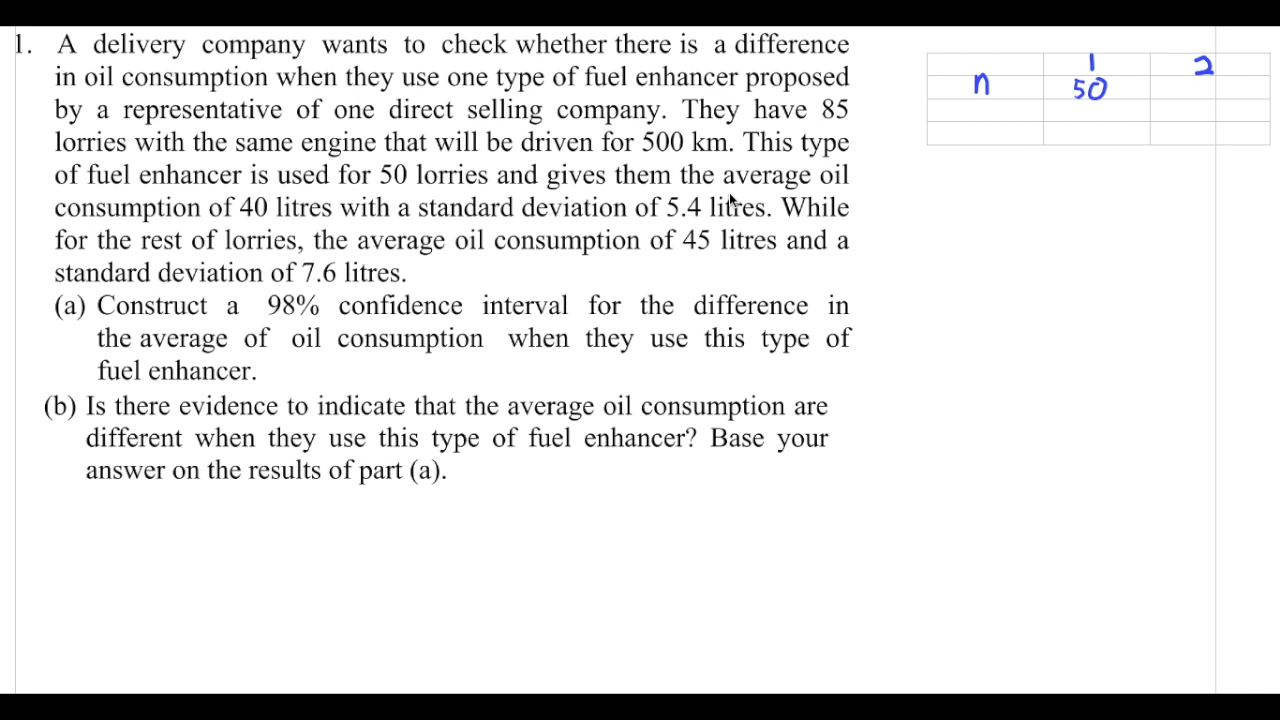 1. A delivery company wants to check whether there is a difference
in oil consumption when they use one type of fuel enhancer proposed
by a representative of one direct selling company. They have 85
lorries with the same engine that will be driven for 500 km. This type
of fuel enhancer is used for 50 lorries and gives them the average oil
consumption of 40 litres with a standard deviation of 5.4 litres. While
for the rest of lorries, the average oil consumption of 45 litres and a
standard deviation of 7.6 litres.
(a) Construct a 98% confidence interval for the difference in
the average of oil consumption when they use this type of
fuel enhancer.
(b) Is there evidence to indicate that the average oil consumption are
different when they use this type of fuel enhancer? Base your
answer on the results of part (a).
1 2
n 50